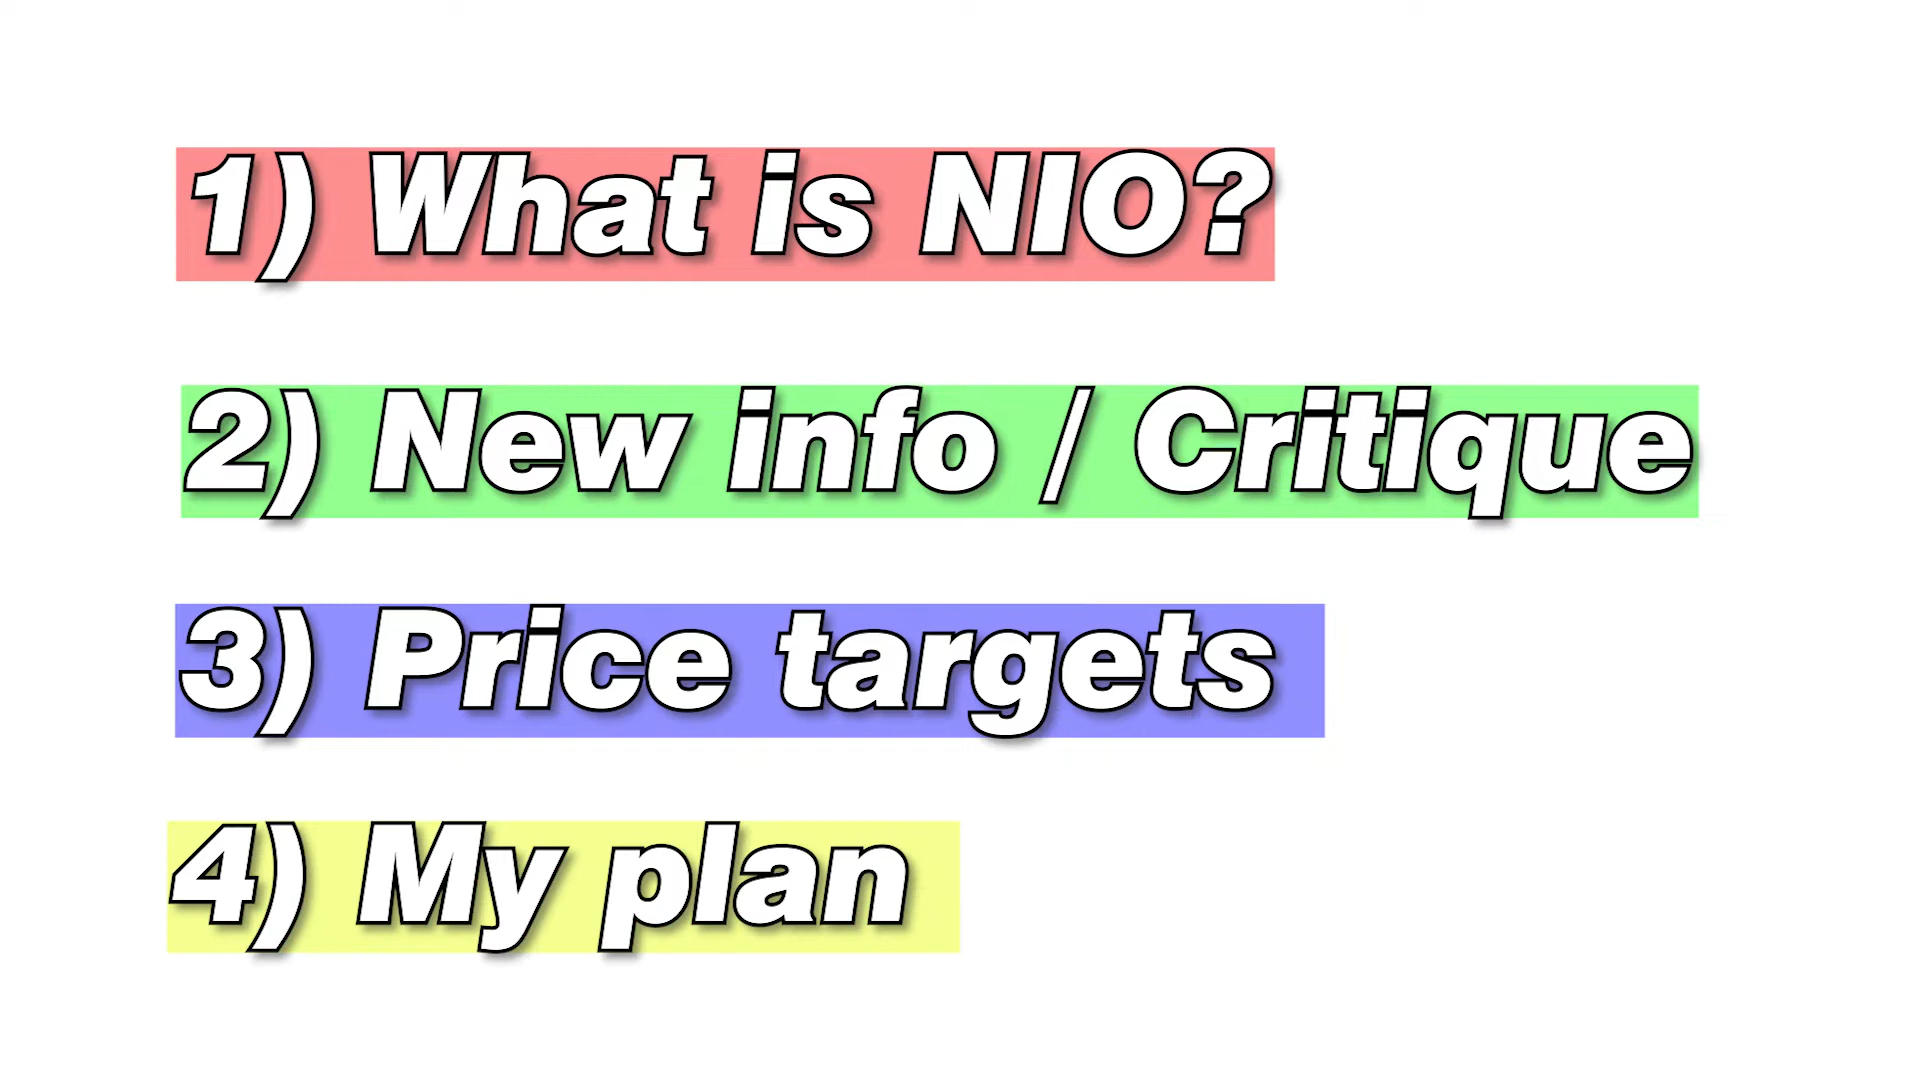 1) What is NIO?
2) New info / Critique
3) Price targets
4) My plan